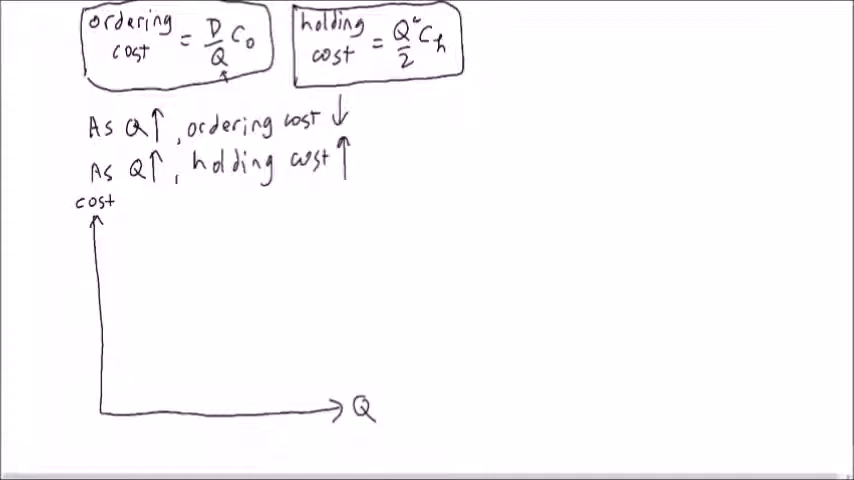 ordering cost = D/Q C₀
holding cost = Q/2 Cₕ
As Q↑, ordering cost ↓
As Q↑, holding cost ↑
cost
Q